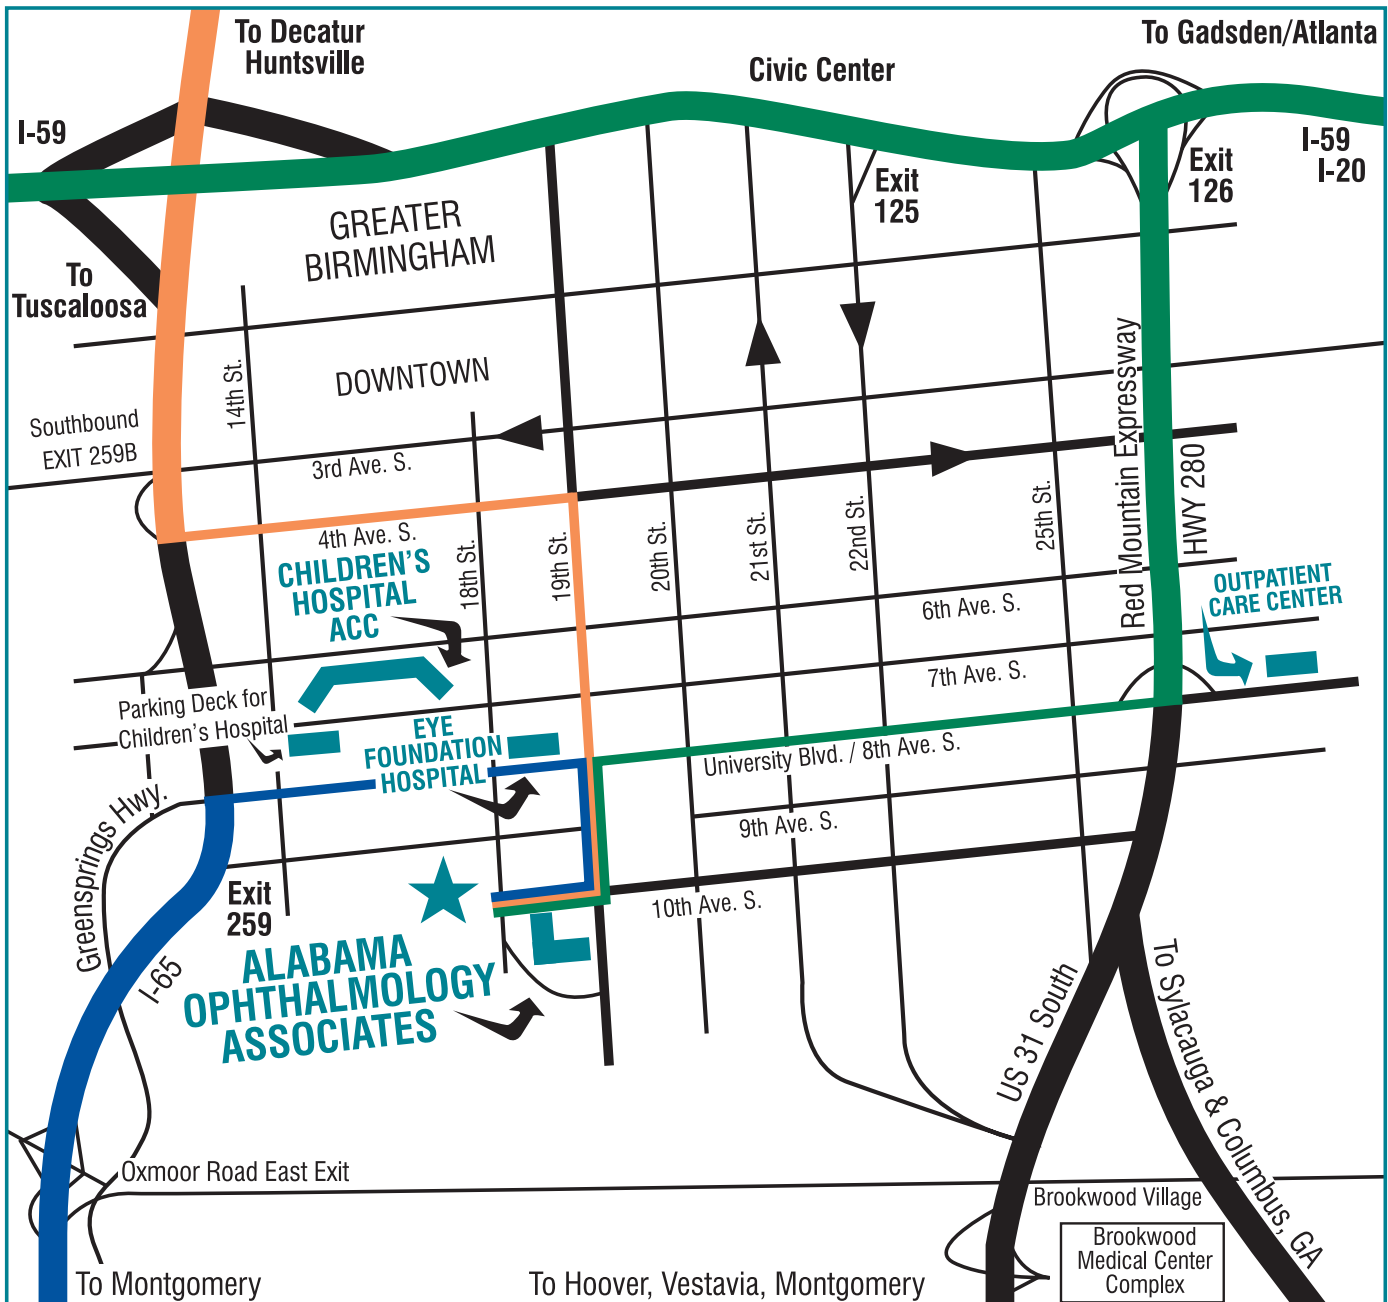 To Decatur
Huntsville
To Gadsden/Atlanta
Civic Center
I-59
I-59
I-20
Exit
125
Exit
126
GREATER
BIRMINGHAM
To
Tuscaloosa
DOWNTOWN
14th St.
Southbound
EXIT 259B
3rd Ave. S.
4th Ave. S.
18th St.
19th St.
20th St.
21st St.
22nd St.
25th St.
Red Mountain Expressway
HWY 280
CHILDREN'S
HOSPITAL
ACC
OUTPATIENT
CARE CENTER
6th Ave. S.
7th Ave. S.
Parking Deck for
Children's Hospital
EYE
FOUNDATION
HOSPITAL
University Blvd. / 8th Ave. S.
9th Ave. S.
10th Ave. S.
Greensprings Hwy.
Exit
259
I-65
ALABAMA
OPHTHALMOLOGY
ASSOCIATES
US 31 South
To Sylacauga & Columbus, GA
Oxmoor Road East Exit
Brookwood Village
Brookwood
Medical Center
Complex
To Montgomery
To Hoover, Vestavia, Montgomery